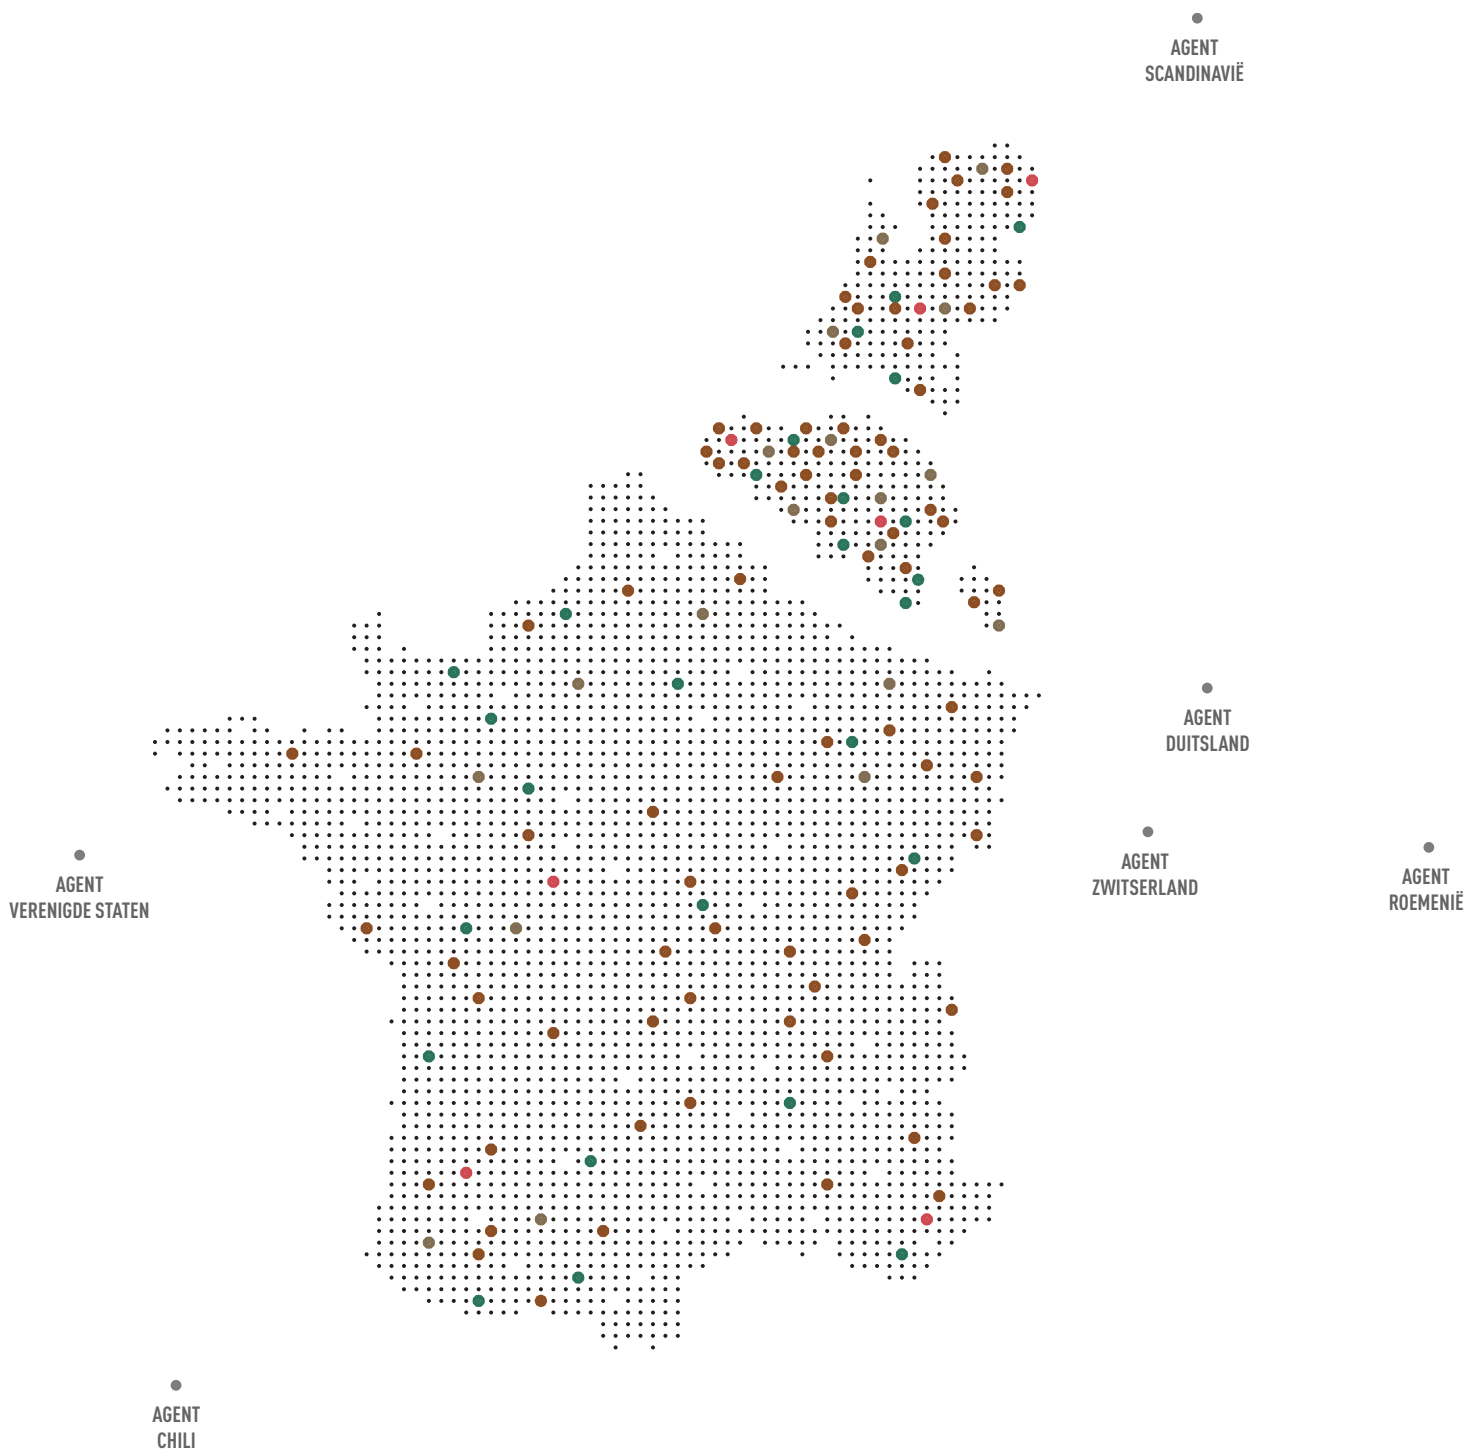 AGENT
SCANDINAVIË
AGENT
DUITSLAND
AGENT
ZWITSERLAND
AGENT
ROEMENIË
AGENT
VERENIGDE STATEN
AGENT
CHILI